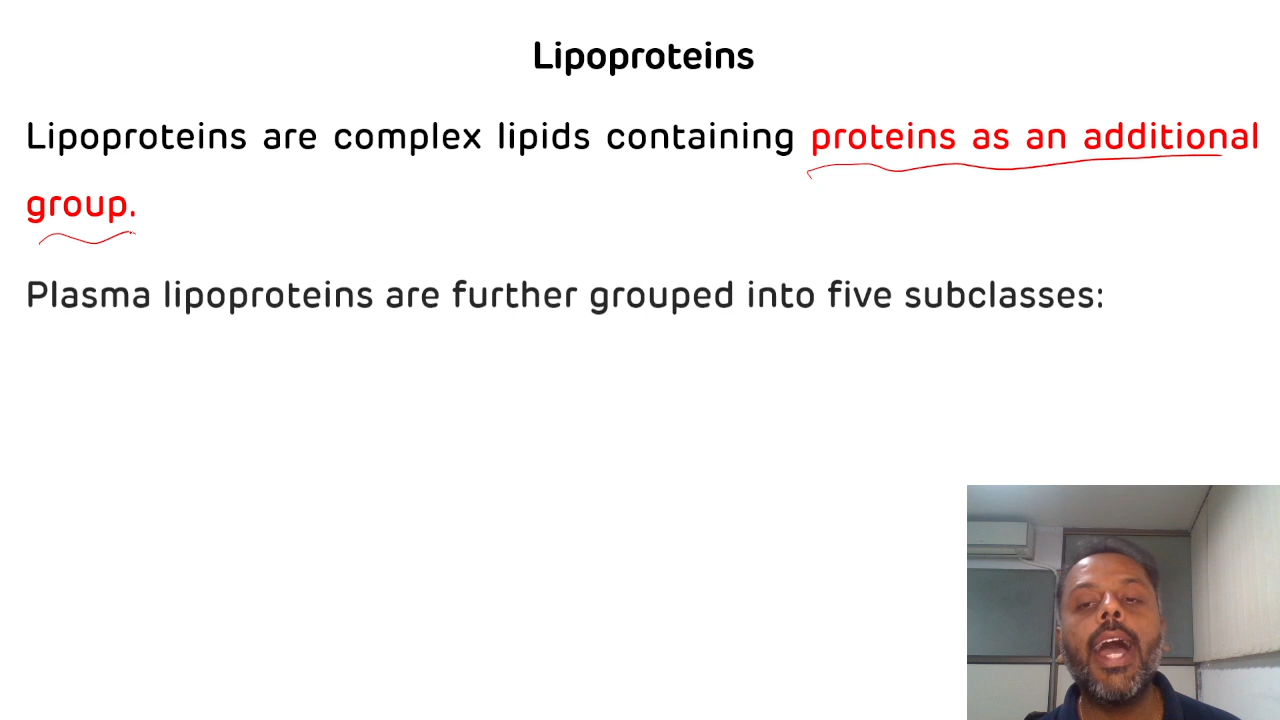 Lipoproteins
Lipoproteins are complex lipids containing proteins as an additional
group.
Plasma lipoproteins are further grouped into five subclasses: